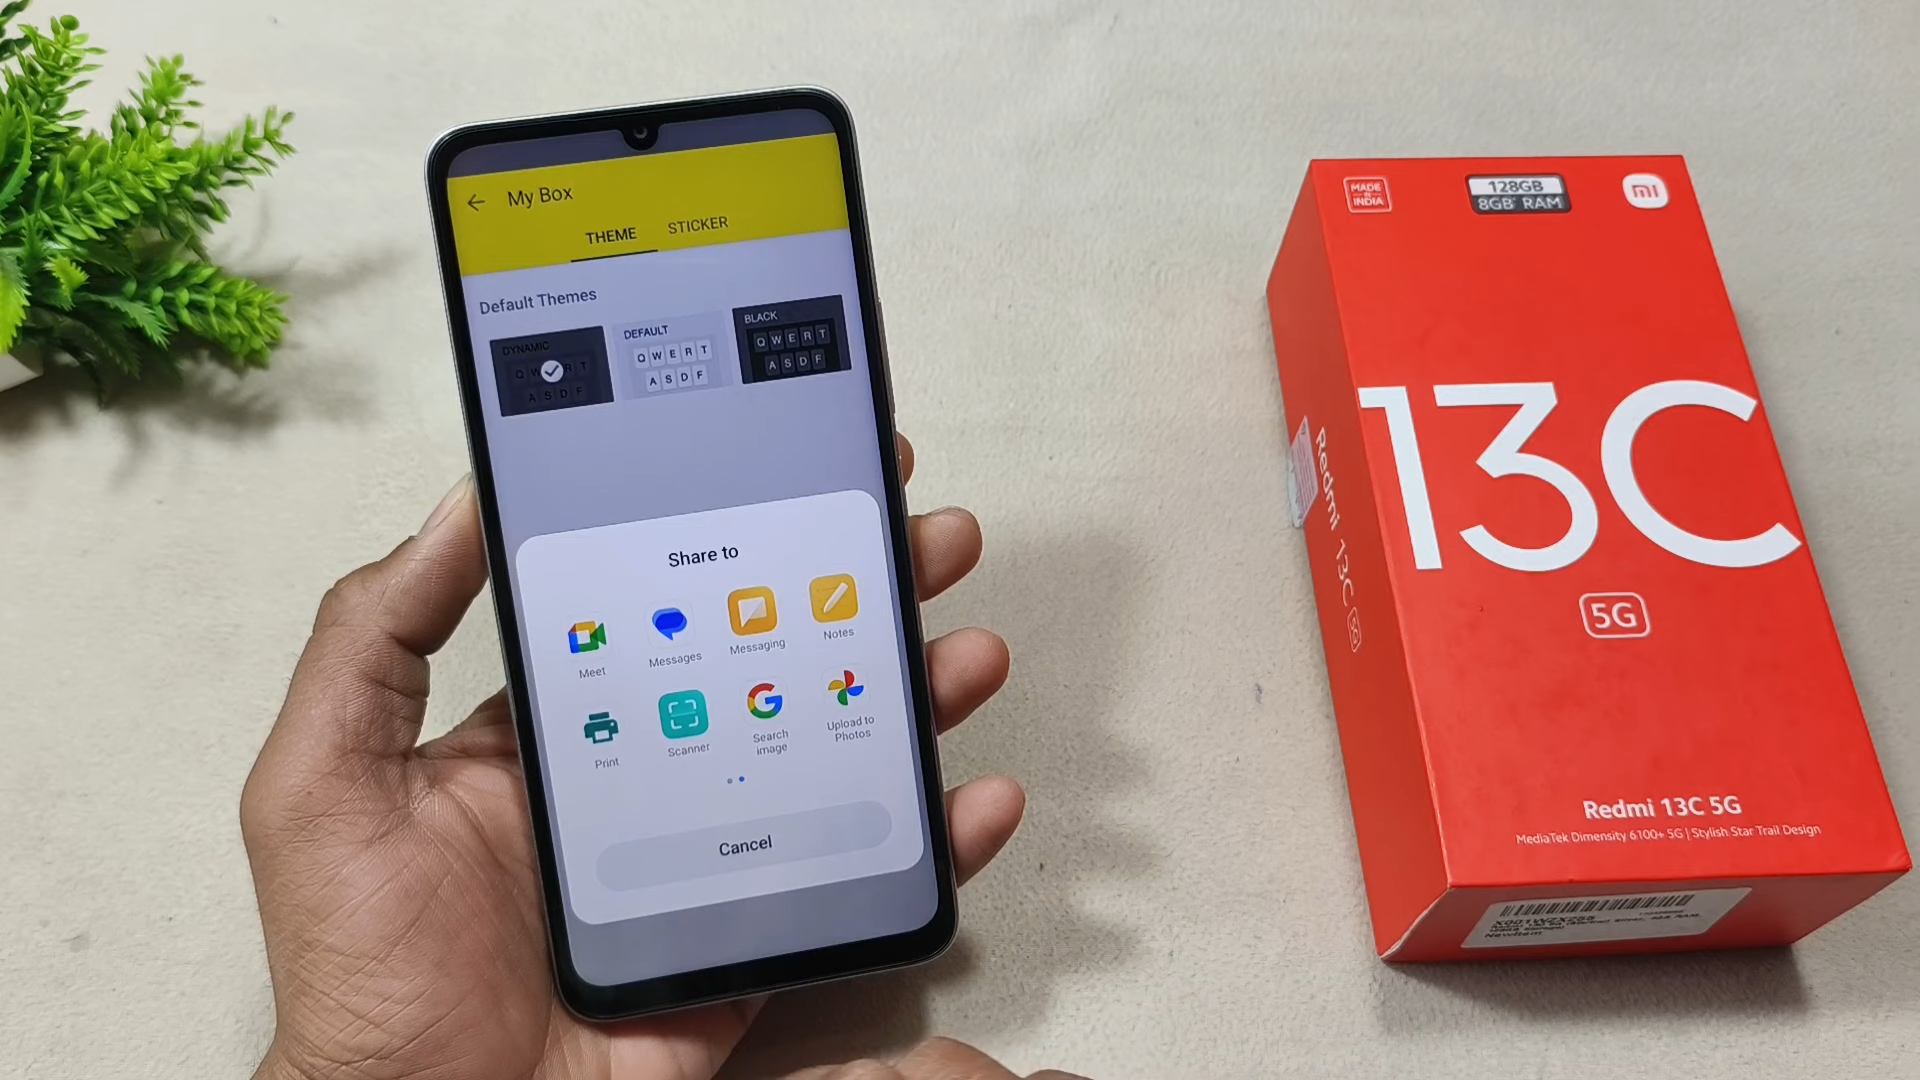 My Box
THEME STICKER
Default Themes
DYNAMIC
Q W R T
A S D F
DEFAULT
Q W E R T
A S D F
BLACK
Q W E R T
A S D F
Share to
Meet
Messages
Messaging
Notes
Print
Scanner
Search
image
Upload to
Photos
Cancel
MADE
IN
INDIA
128GB
8GB* RAM
mi
13C
5G
Redmi 13C 5G
Redmi 13C 5G
MediaTek Dimensity 6100+ 5G | Stylish Star Trail Design
NewItem